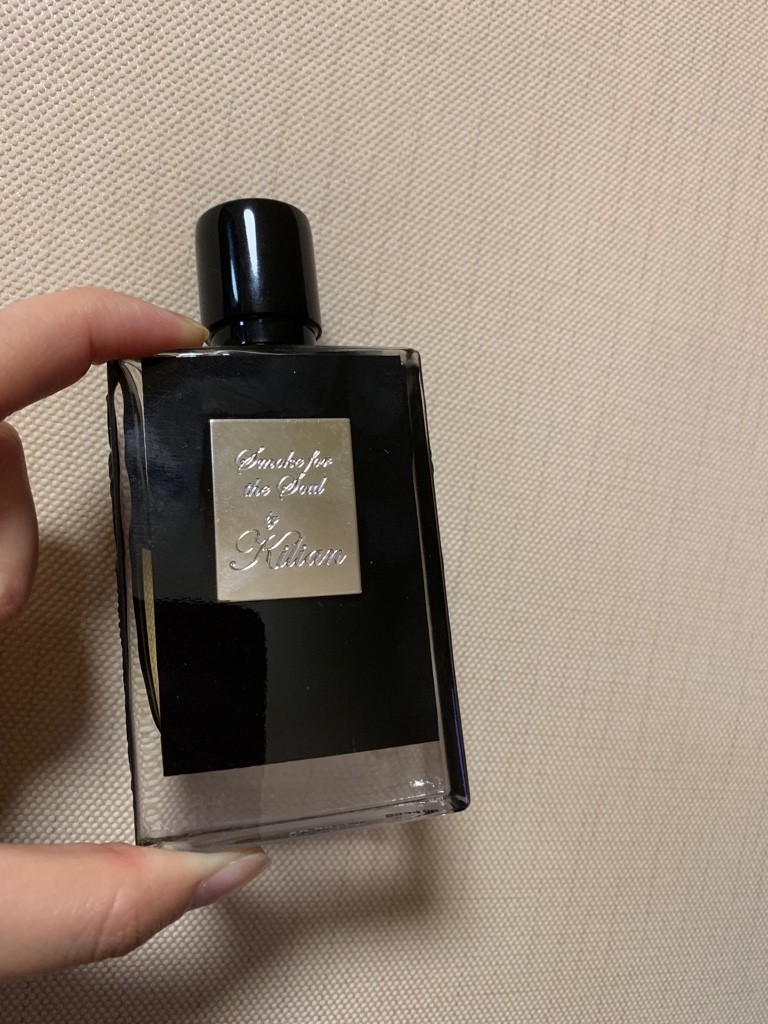 Smoke for
the Soul
by
Kilian